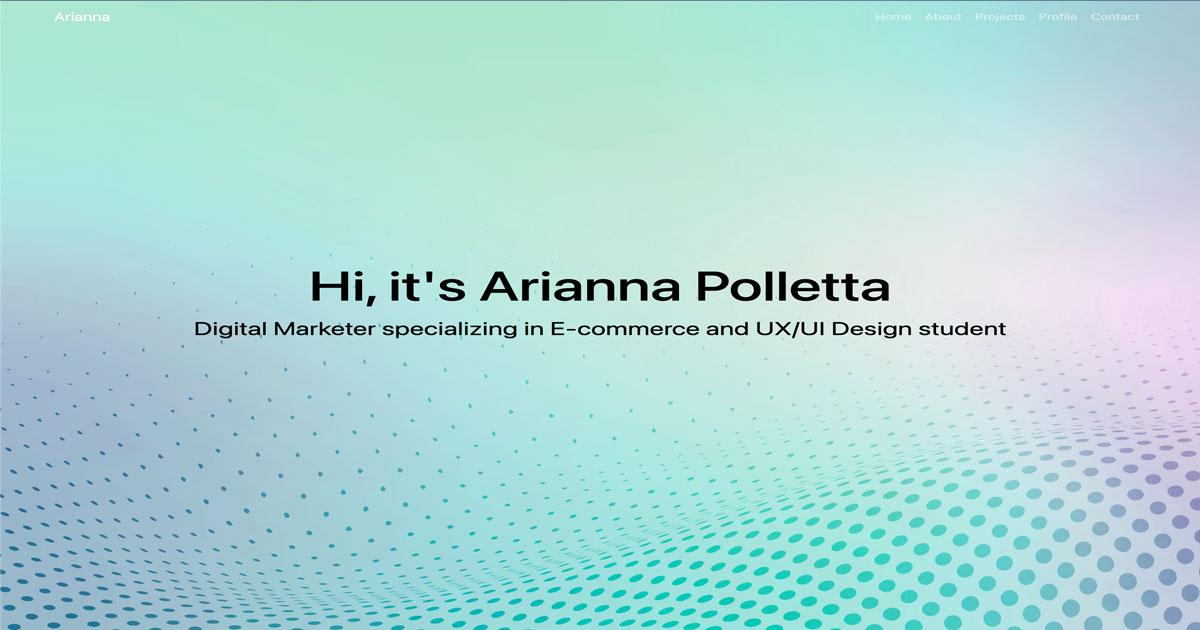 Arianna
Home About Projects Profile Contact
Hi, it's Arianna Polletta
Digital Marketer specializing in E-commerce and UX/UI Design student